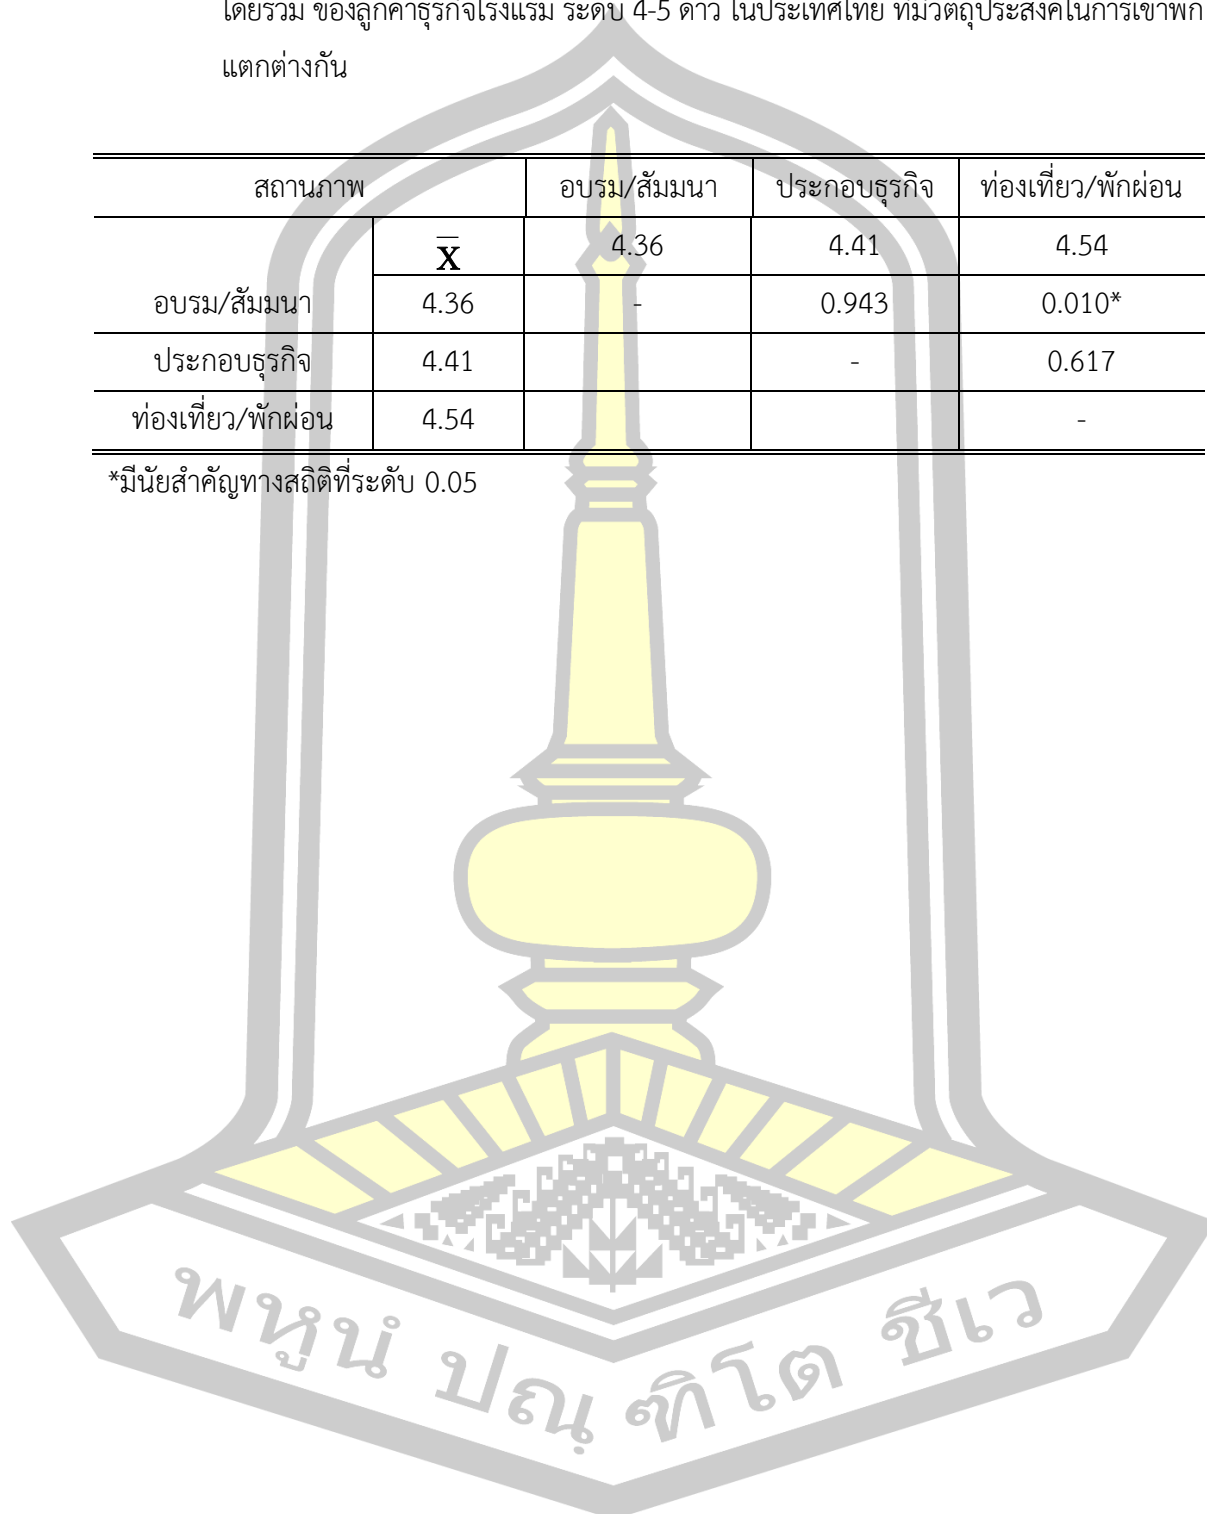 โดยรวม ของลูกค้าธุรกิจโรงแรม ระดับ 4-5 ดาว ในประเทศไทย ที่มีวัตถุประสงค์ในการเข้าพัก
แตกต่างกัน
สถานภาพ อบรม/สัมมนา ประกอบธุรกิจ ท่องเที่ยว/พักผ่อน
X̅ 4.36 4.41 4.54
อบรม/สัมมนา 4.36 - 0.943 0.010*
ประกอบธุรกิจ 4.41 - 0.617
ท่องเที่ยว/พักผ่อน 4.54 -
*มีนัยสำคัญทางสถิติที่ระดับ 0.05
พหูนํ ปณฺฑิโต ชีเว